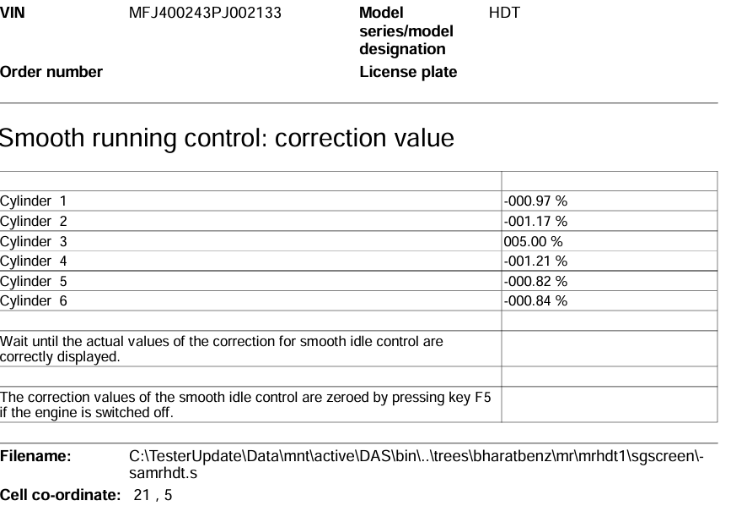 VIN MFJ400243PJ002133 Model series/model designation HDT
Order number License plate
Smooth running control: correction value
Cylinder 1 -000.97 %
Cylinder 2 -001.17 %
Cylinder 3 005.00 %
Cylinder 4 -001.21 %
Cylinder 5 -000.82 %
Cylinder 6 -000.84 %
Wait until the actual values of the correction for smooth idle control are
correctly displayed.
The correction values of the smooth idle control are zeroed by pressing key F5
if the engine is switched off.
Filename: C:\TesterUpdate\Data\mnt\active\DAS\bin\..\trees\bharatbenz\mr\mrhdt1\sgscreen\-
samrhdt.s
Cell co-ordinate: 21 , 5